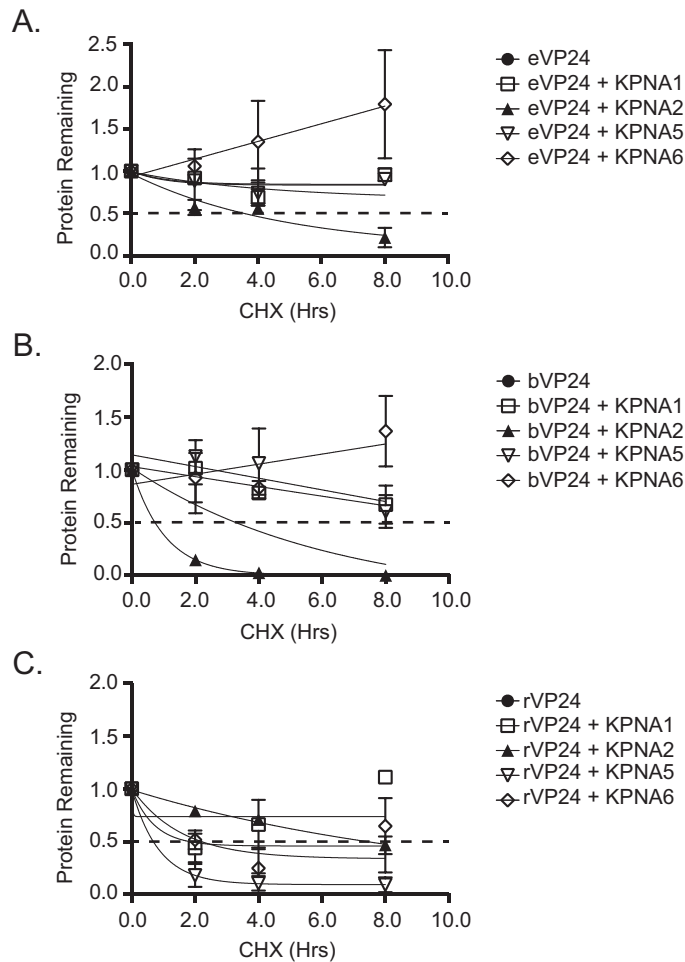 A.
2.5
2.0
1.5
1.0
0.5
0.0
Protein Remaining
0.0 2.0 4.0 6.0 8.0 10.0
CHX (Hrs)
eVP24
eVP24 + KPNA1
eVP24 + KPNA2
eVP24 + KPNA5
eVP24 + KPNA6
B.
2.0
1.5
1.0
0.5
0.0
Protein Remaining
0.0 2.0 4.0 6.0 8.0 10.0
CHX (Hrs)
bVP24
bVP24 + KPNA1
bVP24 + KPNA2
bVP24 + KPNA5
bVP24 + KPNA6
C.
2.0
1.5
1.0
0.5
0.0
Protein Remaining
0.0 2.0 4.0 6.0 8.0 10.0
CHX (Hrs)
rVP24
rVP24 + KPNA1
rVP24 + KPNA2
rVP24 + KPNA5
rVP24 + KPNA6